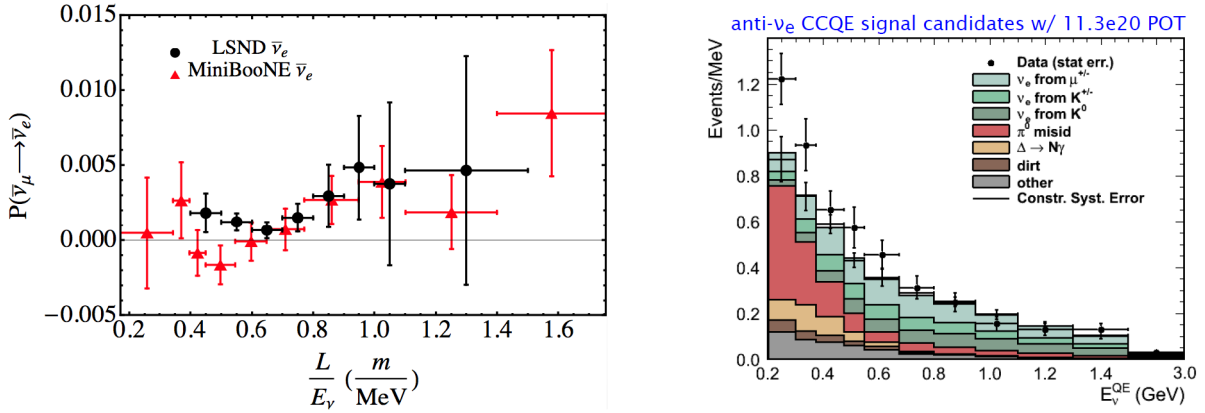 LSND ν̄e
MiniBooNE ν̄e
P(ν̄μ→ν̄e)
0.015
0.010
0.005
0.000
−0.005
0.2 0.4 0.6 0.8 1.0 1.2 1.4 1.6
L/Eν (m/MeV)
anti-νe CCQE signal candidates w/ 11.3e20 POT
Events/MeV
1.2
1.0
0.8
0.6
0.4
0.2
0.0
Data (stat err.)
νe from μ+/-
νe from K+/-
νe from K0
π0 misid
Δ → Nγ
dirt
other
Constr. Syst. Error
0.2 0.4 0.6 0.8 1.0 1.2 1.4 3.0
EνQE (GeV)